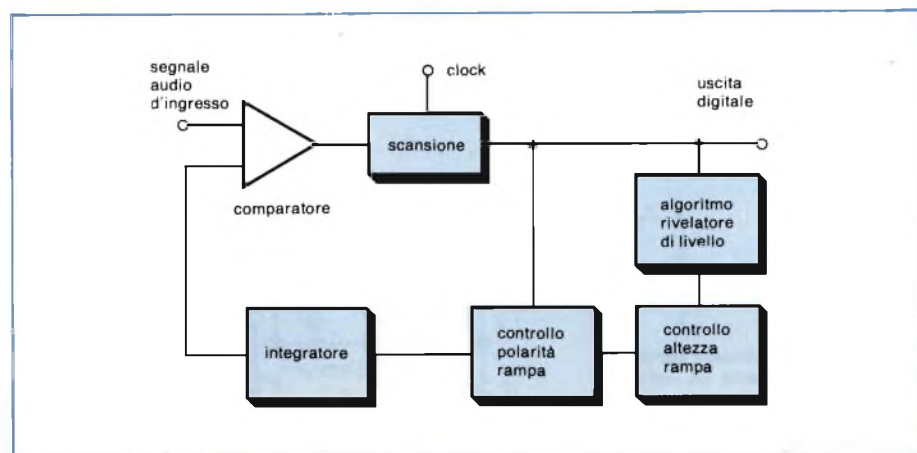 segnale
audio
d'ingresso
clock
uscita
digitale
scansione
comparatore
algoritmo
rivelatore
di livello
integratore
controllo
polarità
rampa
controllo
altezza
rampa